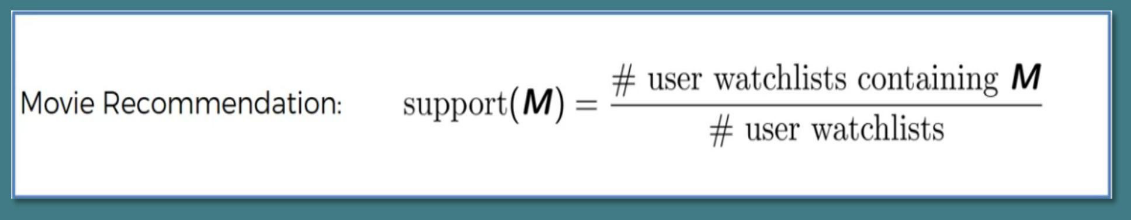 Movie Recommendation: support(M) = # user watchlists containing M / # user watchlists